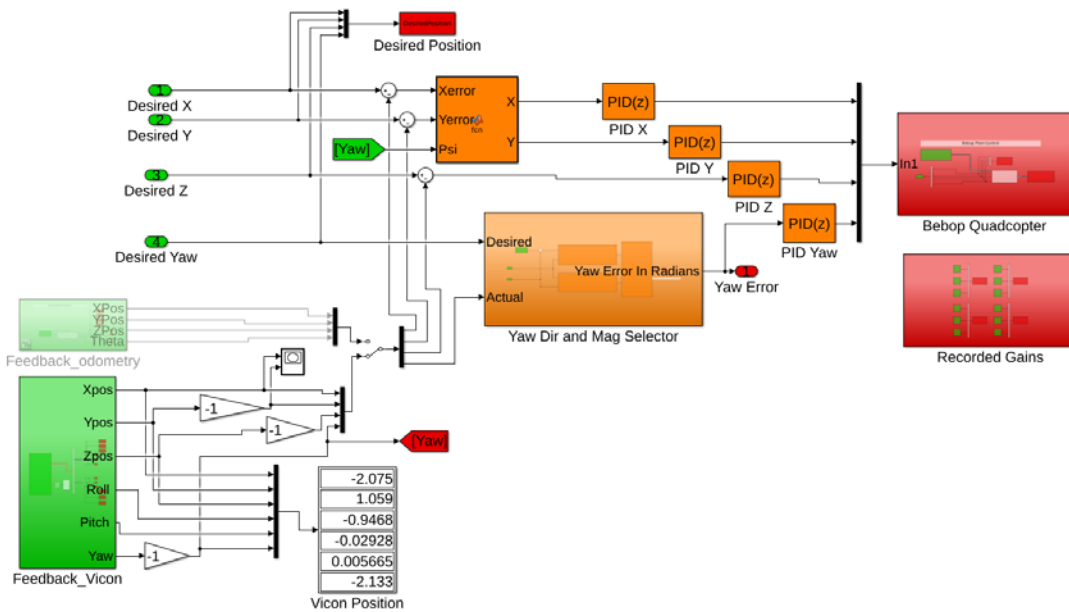 DesiredPosition
Desired Position
1
Desired X
2
Desired Y
[Yaw]
3
Desired Z
4
Desired Yaw
Xerror
Yerror
Psi
fcn
X
Y
PID(z)
PID X
PID(z)
PID Y
PID(z)
PID Z
PID(z)
PID Yaw
In1
Bebop Quadcopter
Desired
Actual
Yaw Error In Radians
Yaw Dir and Mag Selector
1
Yaw Error
Recorded Gains
XPos
YPos
ZPos
Theta
Feedback_odometry
Xpos
Ypos
Zpos
Roll
Pitch
Yaw
Feedback_Vicon
-1
-1
-1
[Yaw]
-2.075
1.059
-0.9468
-0.02928
0.005665
-2.133
Vicon Position